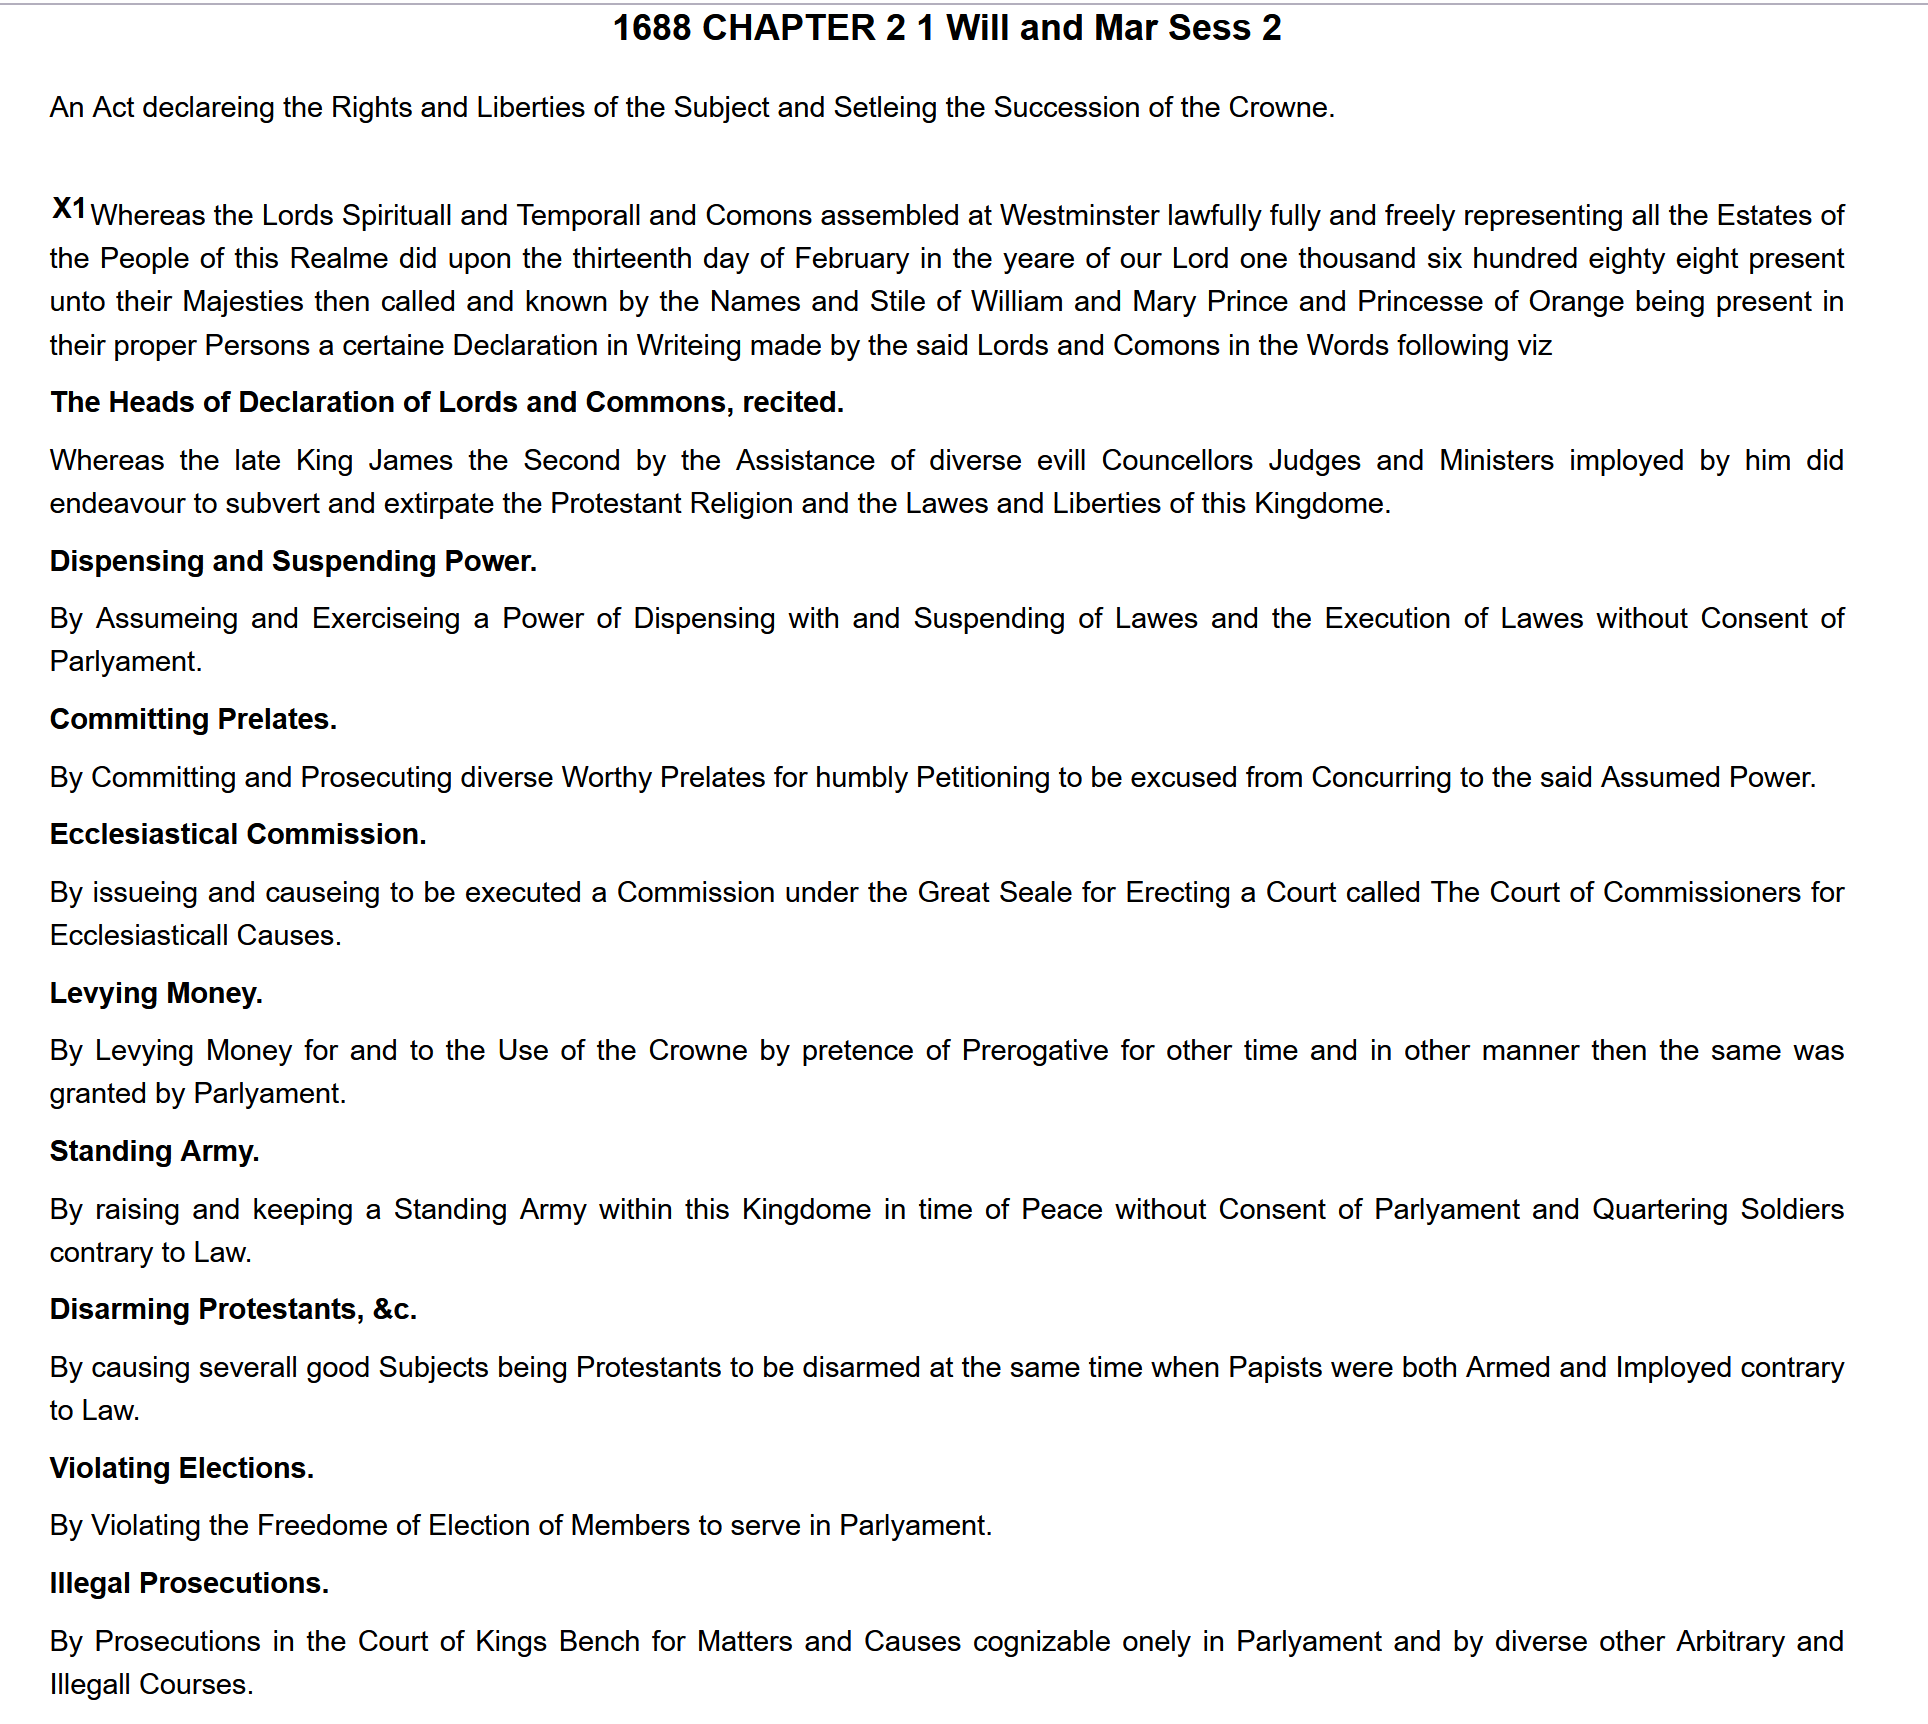 1688 CHAPTER 2 1 Will and Mar Sess 2
An Act declareing the Rights and Liberties of the Subject and Setleing the Succession of the Crowne.
X1 Whereas the Lords Spirituall and Temporall and Comons assembled at Westminster lawfully fully and freely representing all the Estates of
the People of this Realme did upon the thirteenth day of February in the yeare of our Lord one thousand six hundred eighty eight present
unto their Majesties then called and known by the Names and Stile of William and Mary Prince and Princesse of Orange being present in
their proper Persons a certaine Declaration in Writeing made by the said Lords and Comons in the Words following viz
The Heads of Declaration of Lords and Commons, recited.
Whereas the late King James the Second by the Assistance of diverse evill Councellors Judges and Ministers imployed by him did
endeavour to subvert and extirpate the Protestant Religion and the Lawes and Liberties of this Kingdome.
Dispensing and Suspending Power.
By Assumeing and Exerciseing a Power of Dispensing with and Suspending of Lawes and the Execution of Lawes without Consent of
Parlyament.
Committing Prelates.
By Committing and Prosecuting diverse Worthy Prelates for humbly Petitioning to be excused from Concurring to the said Assumed Power.
Ecclesiastical Commission.
By issueing and causeing to be executed a Commission under the Great Seale for Erecting a Court called The Court of Commissioners for
Ecclesiasticall Causes.
Levying Money.
By Levying Money for and to the Use of the Crowne by pretence of Prerogative for other time and in other manner then the same was
granted by Parlyament.
Standing Army.
By raising and keeping a Standing Army within this Kingdome in time of Peace without Consent of Parlyament and Quartering Soldiers
contrary to Law.
Disarming Protestants, &c.
By causing severall good Subjects being Protestants to be disarmed at the same time when Papists were both Armed and Imployed contrary
to Law.
Violating Elections.
By Violating the Freedome of Election of Members to serve in Parlyament.
Illegal Prosecutions.
By Prosecutions in the Court of Kings Bench for Matters and Causes cognizable onely in Parlyament and by diverse other Arbitrary and
Illegall Courses.